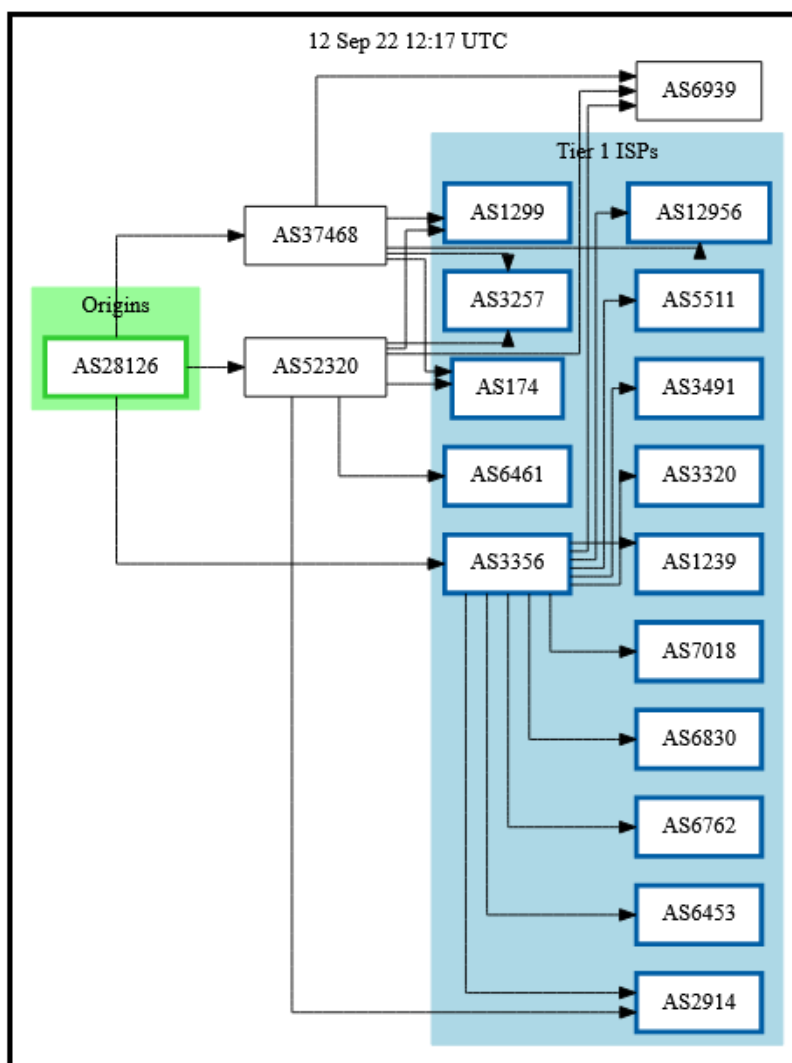 12 Sep 22 12:17 UTC
AS6939
Tier 1 ISPs
AS1299
AS12956
AS37468
AS3257
AS5511
Origins
AS28126
AS52320
AS174
AS3491
AS6461
AS3320
AS3356
AS1239
AS7018
AS6830
AS6762
AS6453
AS2914